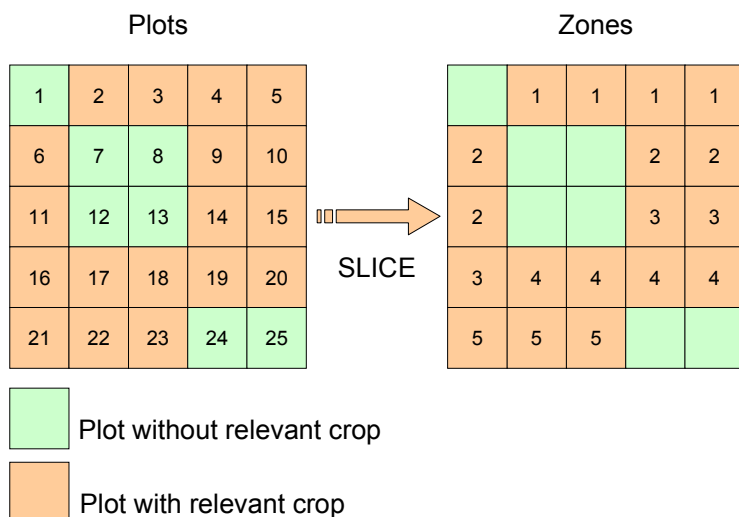 Plots Zones
1 2 3 4 5 1 1 1 1
6 7 8 9 10 2 2 2
11 12 13 14 15 2 3 3
SLICE
16 17 18 19 20 3 4 4 4 4
21 22 23 24 25 5 5 5
Plot without relevant crop
Plot with relevant crop